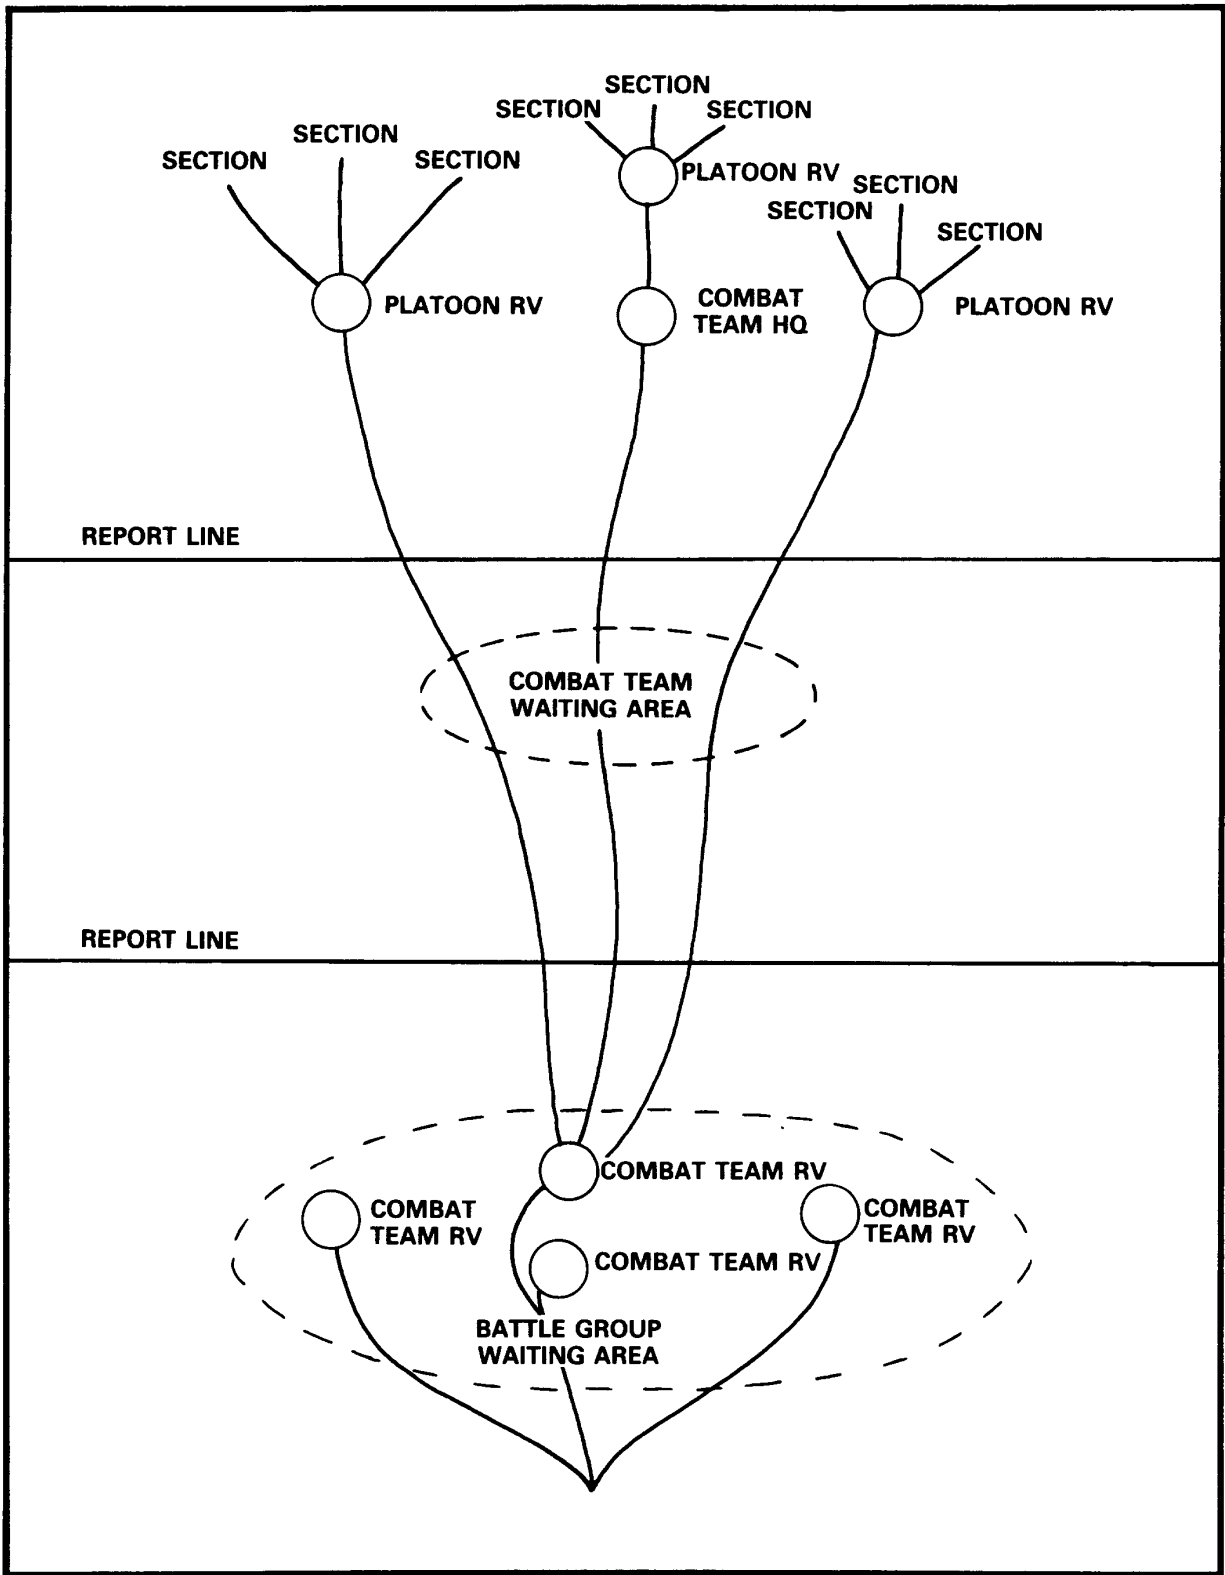 SECTION
SECTION
SECTION
SECTION
SECTION
SECTION
PLATOON RV
SECTION
SECTION
SECTION
PLATOON RV
COMBAT
TEAM HQ
PLATOON RV
REPORT LINE
COMBAT TEAM
WAITING AREA
REPORT LINE
COMBAT TEAM RV
COMBAT
TEAM RV
COMBAT
TEAM RV
COMBAT TEAM RV
BATTLE GROUP
WAITING AREA